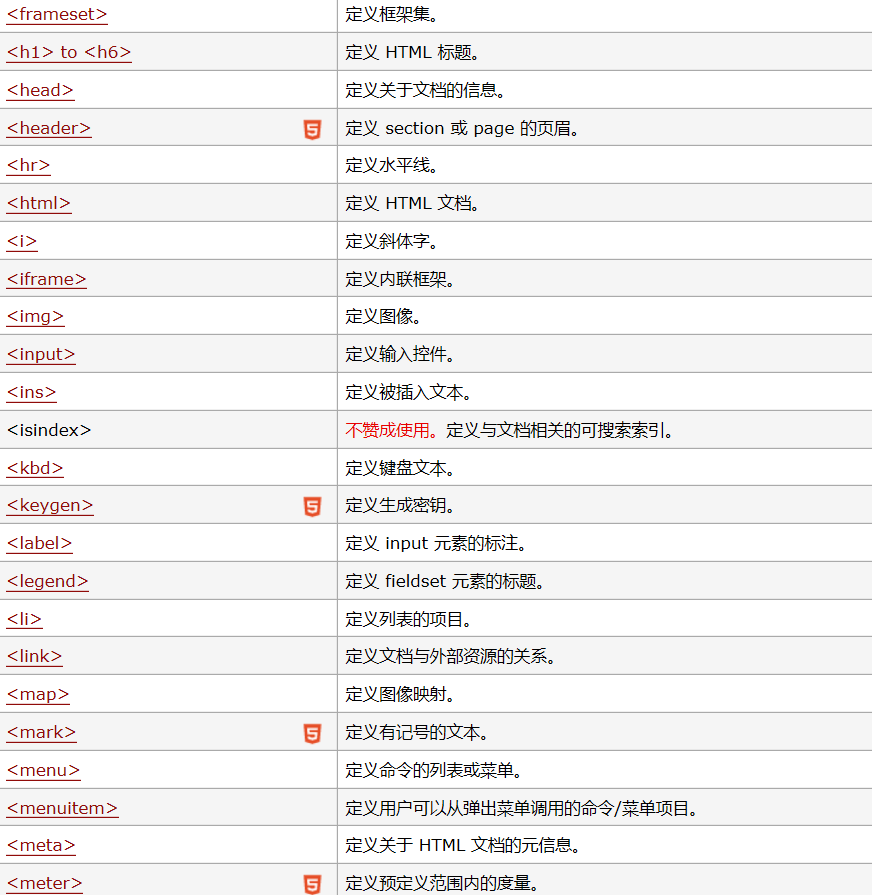 <frameset> 定义框架集。
<h1> to <h6> 定义 HTML 标题。
<head> 定义关于文档的信息。
<header> 5 定义 section 或 page 的页眉。
<hr> 定义水平线。
<html> 定义 HTML 文档。
<i> 定义斜体字。
<iframe> 定义内联框架。
<img> 定义图像。
<input> 定义输入控件。
<ins> 定义被插入文本。
<isindex> 不赞成使用。定义与文档相关的可搜索索引。
<kbd> 定义键盘文本。
<keygen> 5 定义生成密钥。
<label> 定义 input 元素的标注。
<legend> 定义 fieldset 元素的标题。
<li> 定义列表的项目。
<link> 定义文档与外部资源的关系。
<map> 定义图像映射。
<mark> 5 定义有记号的文本。
<menu> 定义命令的列表或菜单。
<menuitem> 定义用户可以从弹出菜单调用的命令/菜单项目。
<meta> 定义关于 HTML 文档的元信息。
<meter> 5 定义预定义范围内的度量。